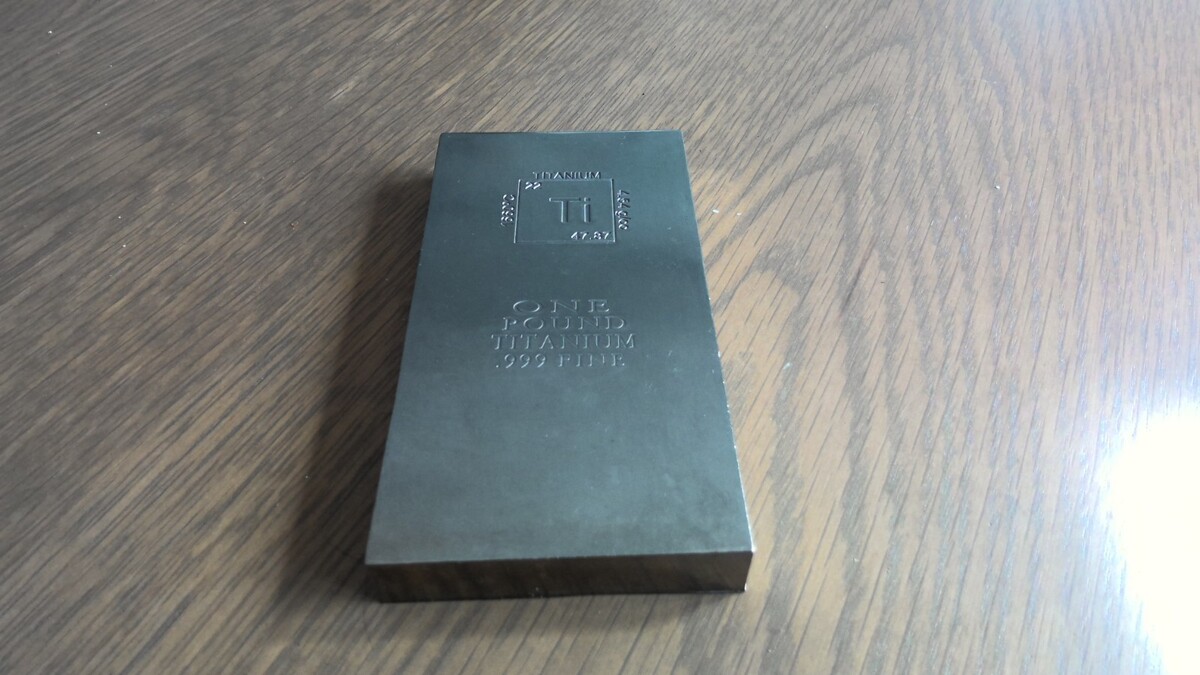 TITANIUM
22
Ti
47.87
ONE
POUND
TITANIUM
.999 FINE